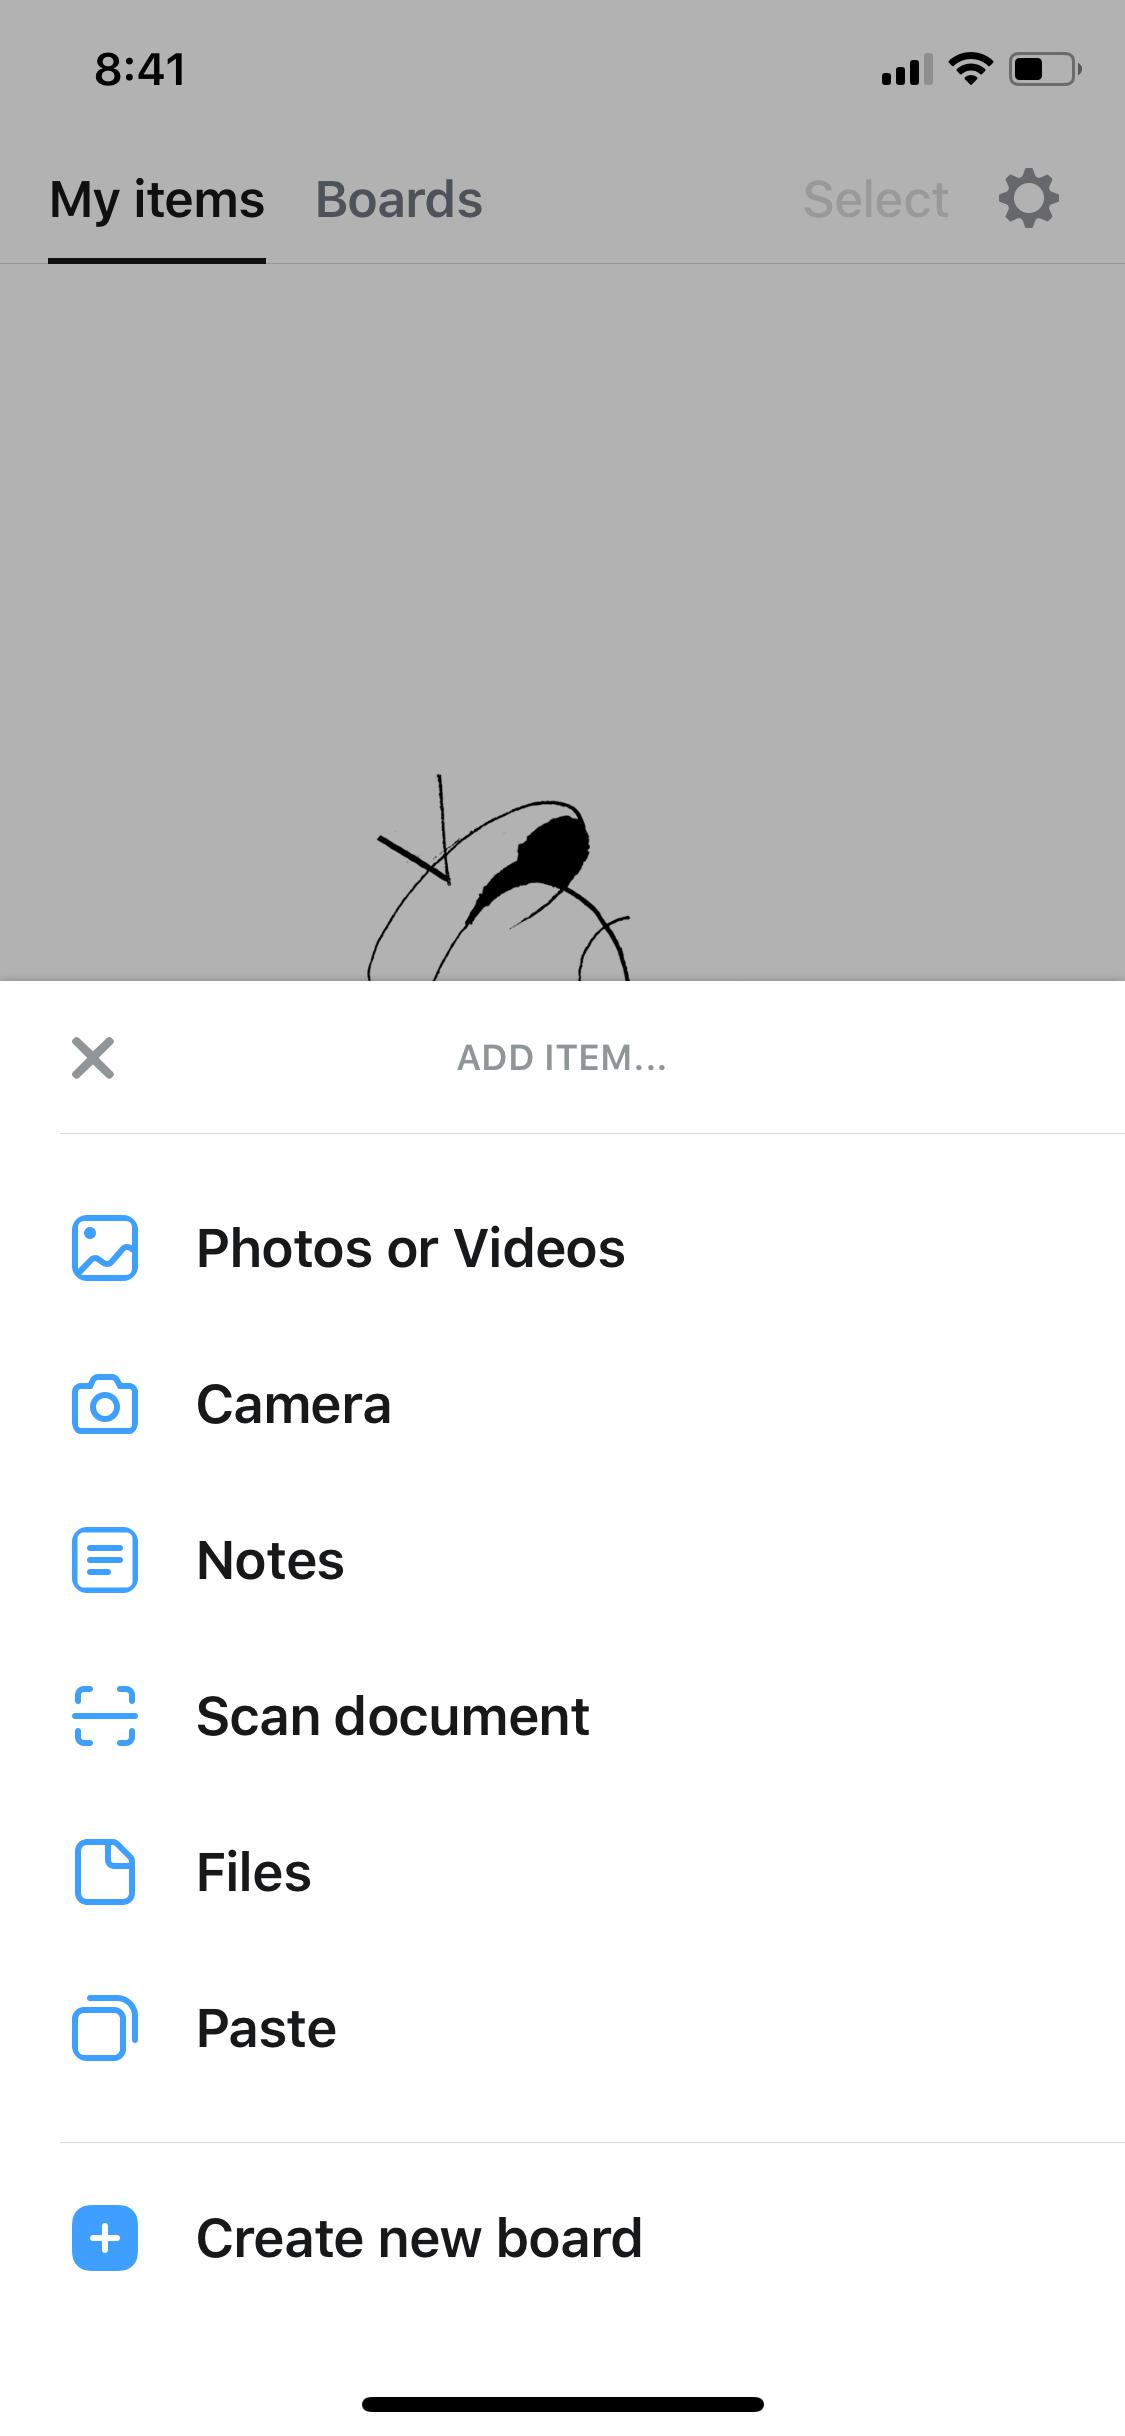 8:41
My items Boards Select
ADD ITEM...
Photos or Videos
Camera
Notes
Scan document
Files
Paste
Create new board